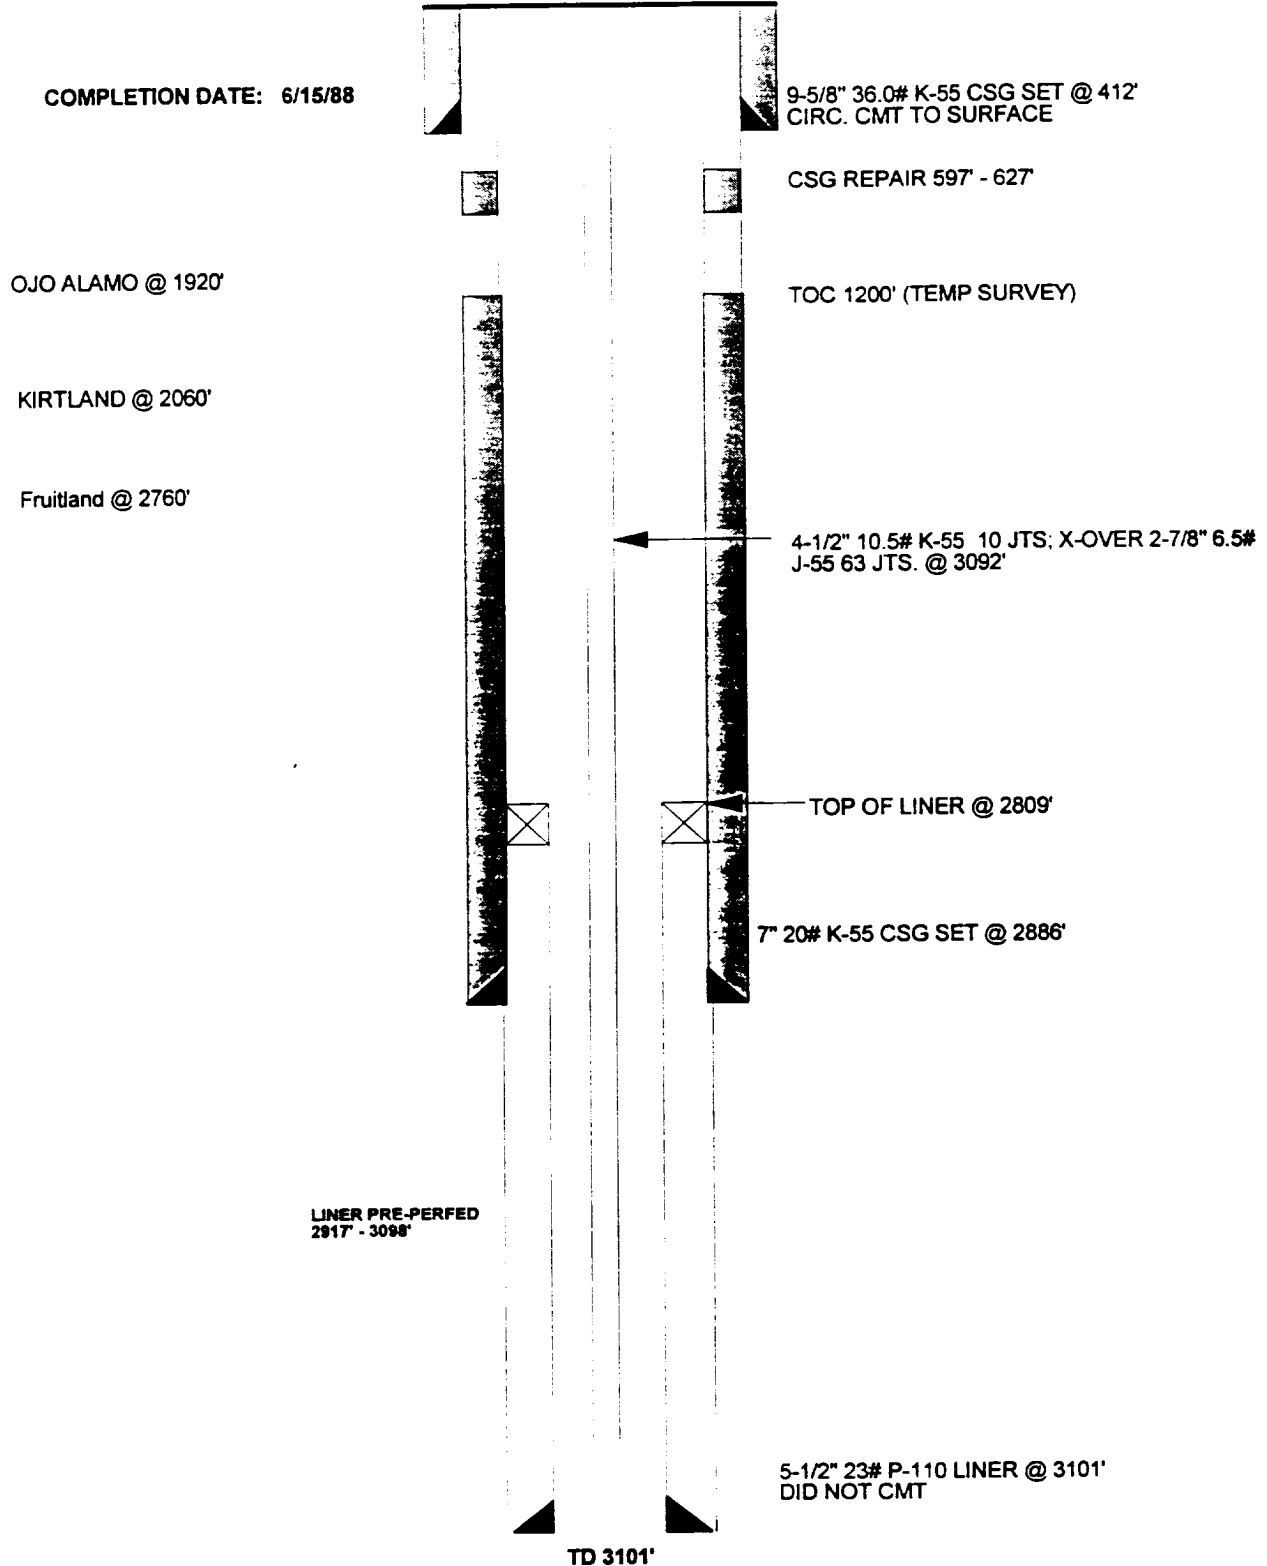 COMPLETION DATE: 6/15/88
9-5/8" 36.0# K-55 CSG SET @ 412'
CIRC. CMT TO SURFACE
CSG REPAIR 597' - 627'
OJO ALAMO @ 1920'
TOC 1200' (TEMP SURVEY)
KIRTLAND @ 2060'
Fruitland @ 2760'
4-1/2" 10.5# K-55 10 JTS; X-OVER 2-7/8" 6.5#
J-55 63 JTS. @ 3092'
TOP OF LINER @ 2809'
7" 20# K-55 CSG SET @ 2886'
LINER PRE-PERFED
2917' - 3098'
5-1/2" 23# P-110 LINER @ 3101'
DID NOT CMT
TD 3101'